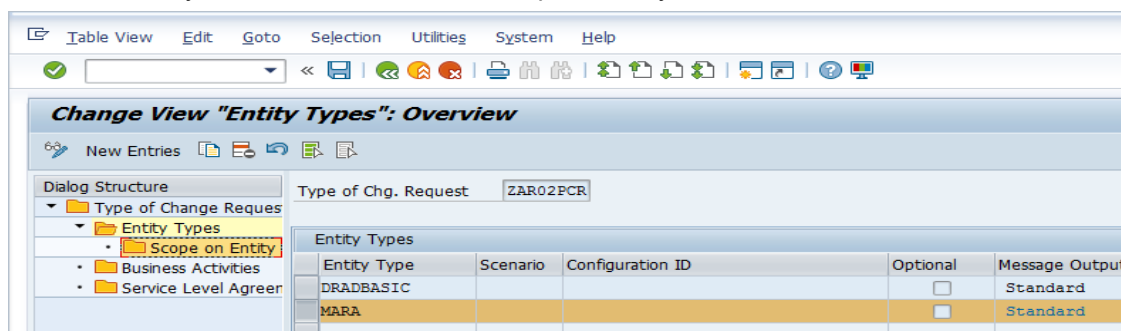 Table View Edit Goto Selection Utilities System Help
Change View "Entity Types": Overview
New Entries
Dialog Structure
Type of Chg. Request ZAR02PCR
Type of Change Reques
Entity Types
Scope on Entity
Entity Types
Business Activities
Entity Type Scenario Configuration ID Optional Message Output
Service Level Agreer
DRADBASIC Standard
MARA Standard